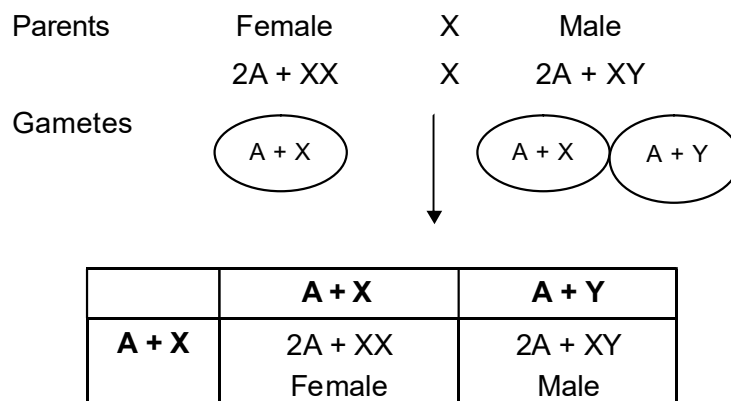 Parents Female X Male
2A + XX X 2A + XY
Gametes
A + X A + X A + Y
A + X A + Y
A + X 2A + XX 2A + XY
Female Male